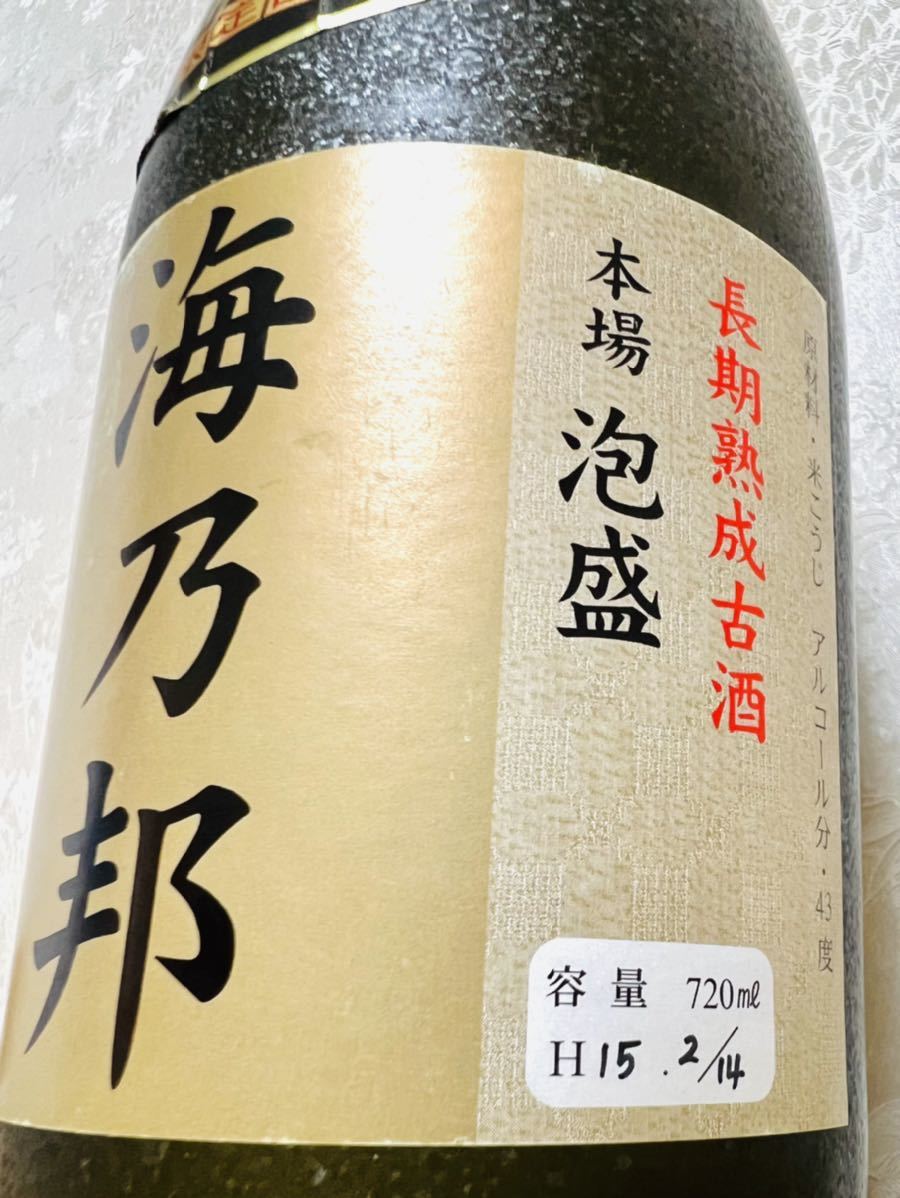 原材料・米こうじ アルコール分・43度
長期熟成古酒
本場 泡盛
海乃邦
容量 720ml
H15.2/14